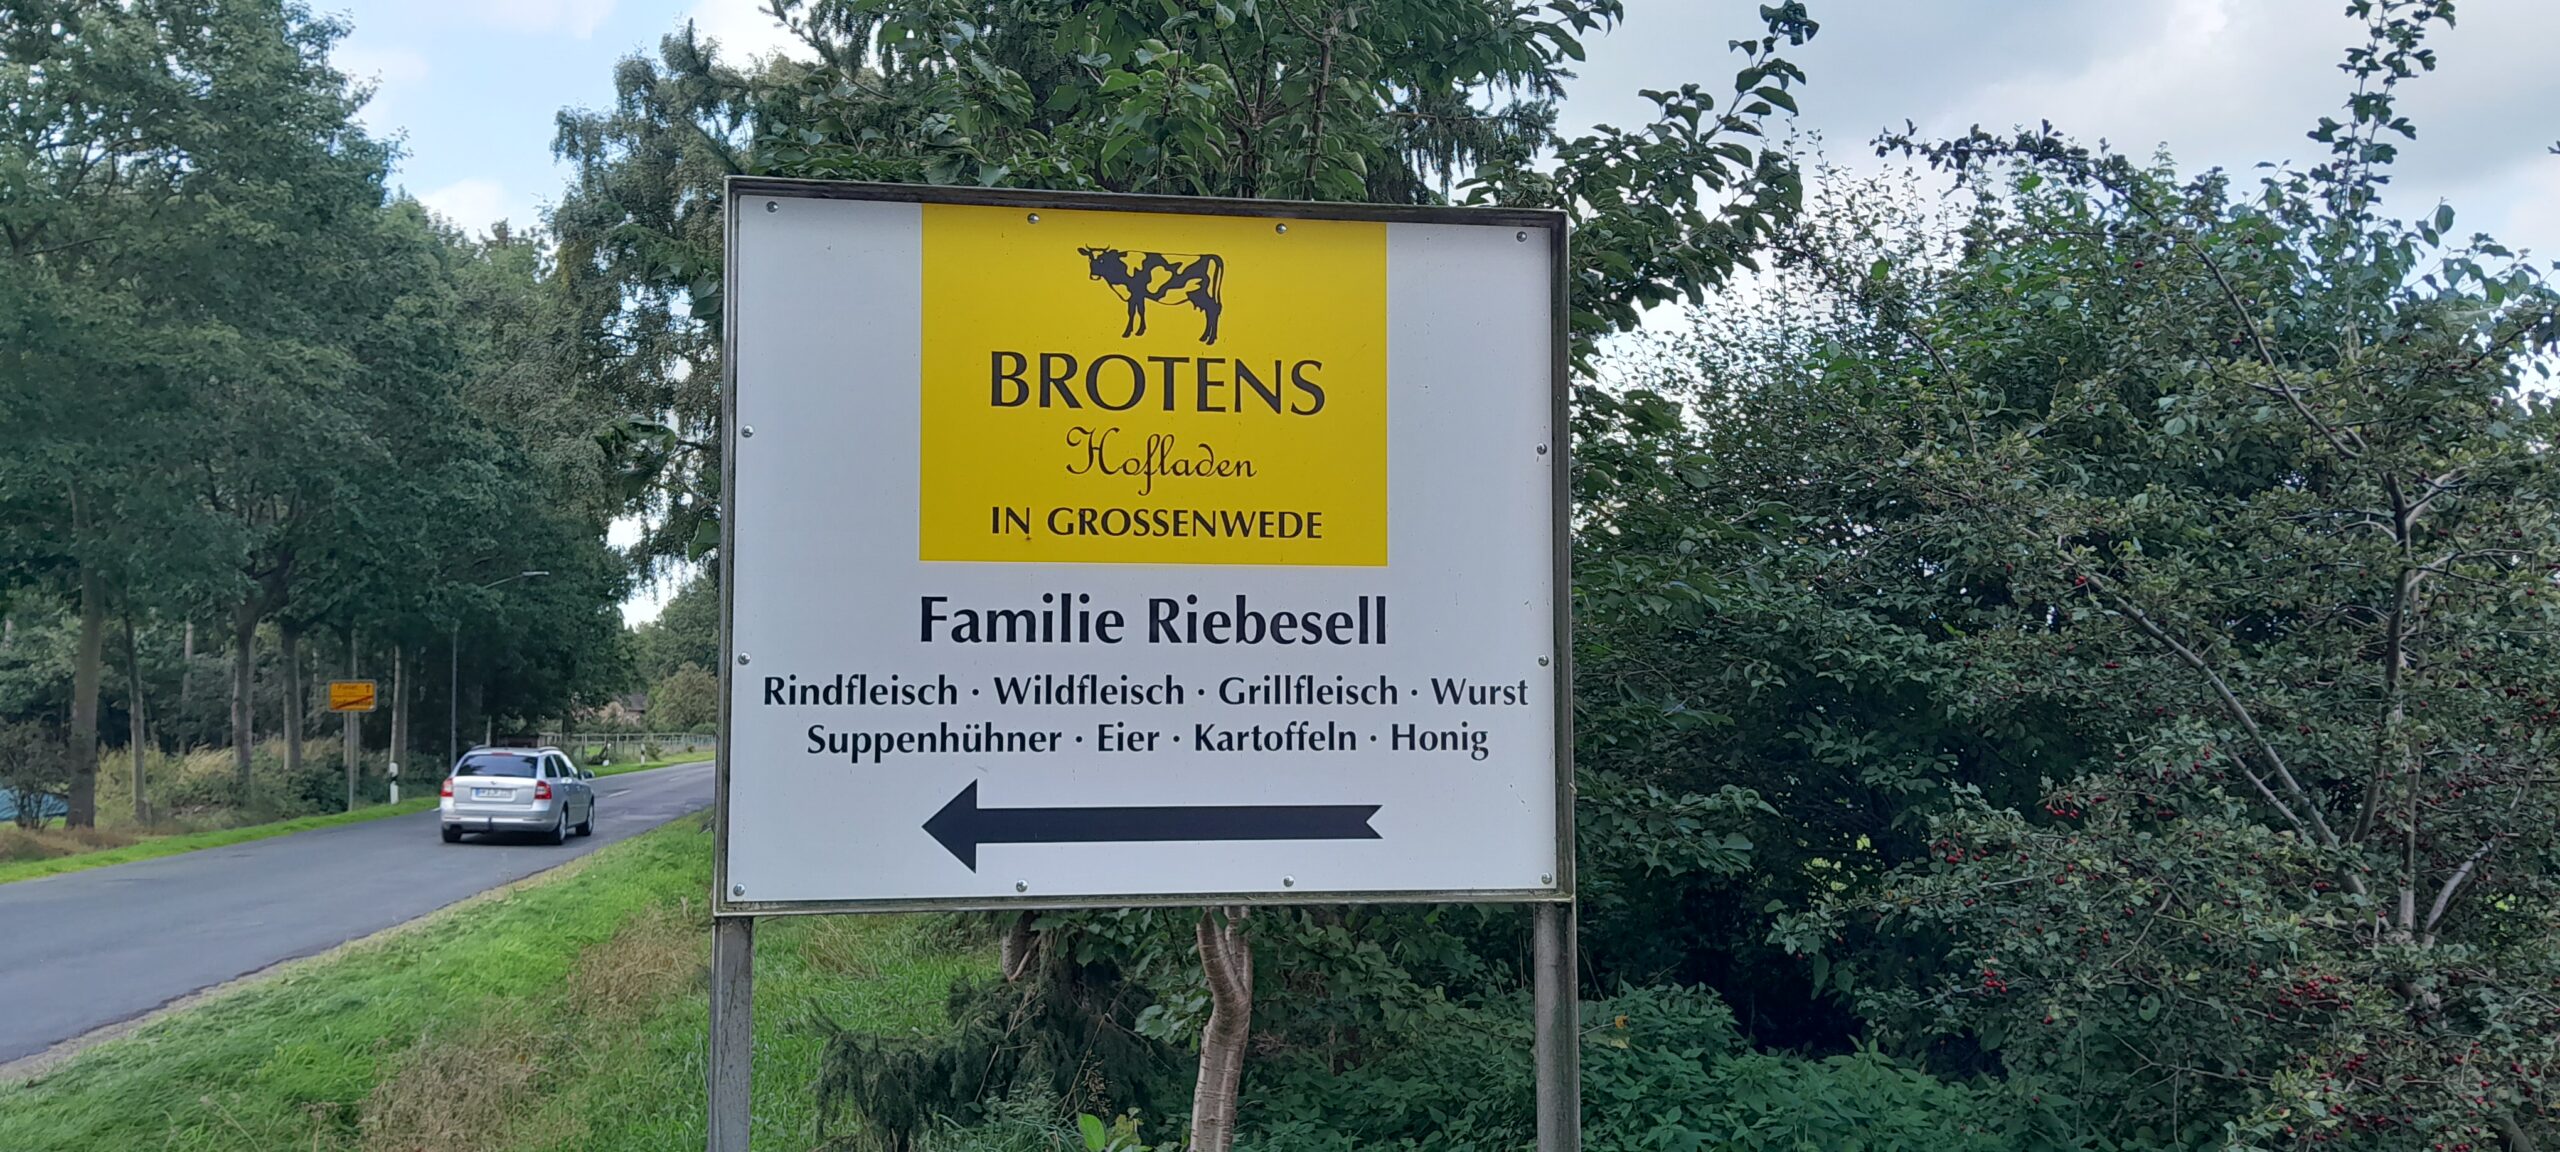 BROTENS
Hofladen
IN GROSSENWEDE
Familie Riebesell
Rindfleisch · Wildfleisch · Grillfleisch · Wurst
Suppenhühner · Eier · Kartoffeln · Honig